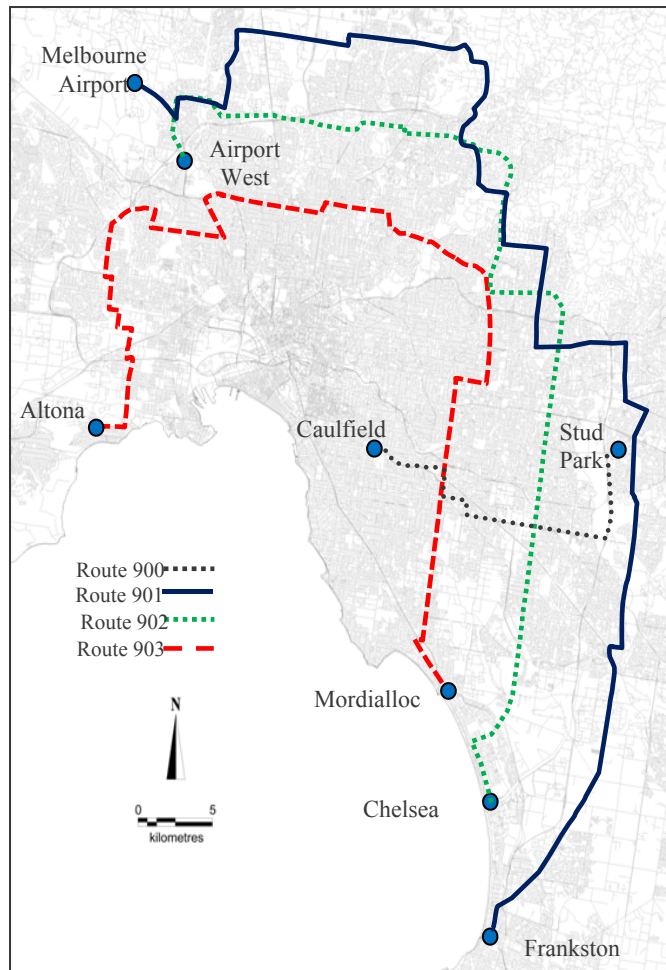 Melbourne
Airport
Airport
West
Altona
Caulfield
Stud
Park
Route 900
Route 901
Route 902
Route 903
Mordialloc
N
0 5
kilometres
Chelsea
Frankston